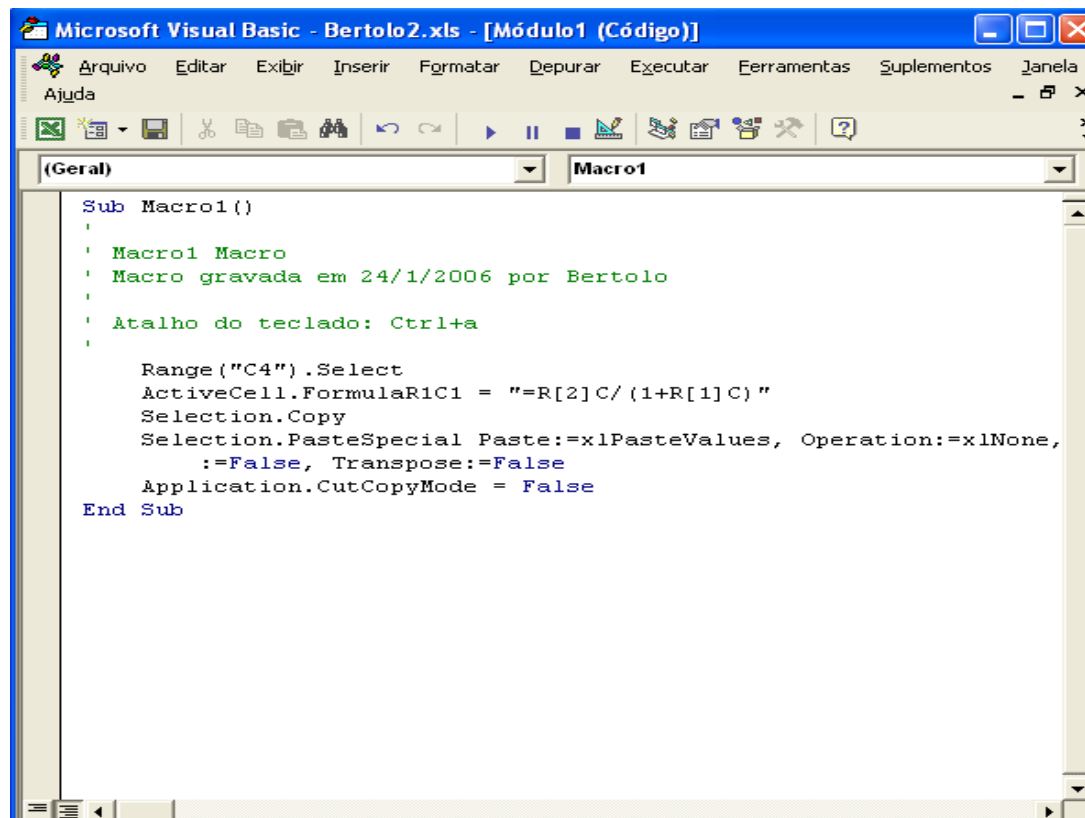 Microsoft Visual Basic - Bertolo2.xls - [Módulo1 (Código)]
Arquivo Editar Exibir Inserir Formatar Depurar Executar Ferramentas Suplementos Janela
Ajuda
(Geral) Macro1
Sub Macro1()
'
' Macro1 Macro
' Macro gravada em 24/1/2006 por Bertolo
'
' Atalho do teclado: Ctrl+a
'
Range("C4").Select
ActiveCell.FormulaR1C1 = "=R[2]C/(1+R[1]C)"
Selection.Copy
Selection.PasteSpecial Paste:=xlPasteValues, Operation:=xlNone,
:=False, Transpose:=False
Application.CutCopyMode = False
End Sub